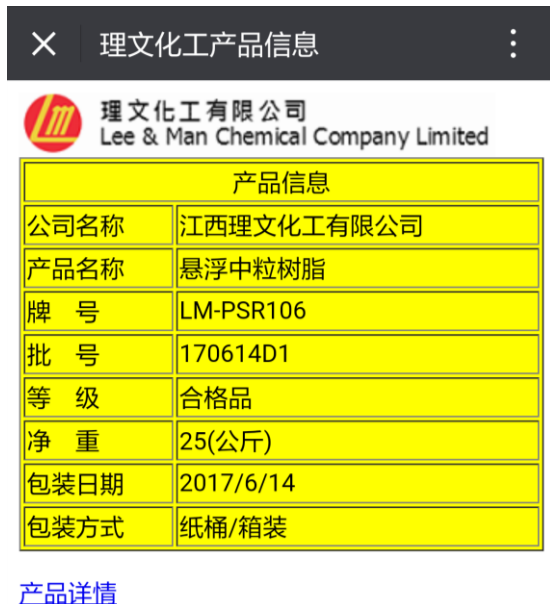 理文化工产品信息
理文化工有限公司
Lee & Man Chemical Company Limited
产品信息
公司名称 江西理文化工有限公司
产品名称 悬浮中粒树脂
牌 号 LM-PSR106
批 号 170614D1
等 级 合格品
净 重 25(公斤)
包装日期 2017/6/14
包装方式 纸桶/箱装
产品详情